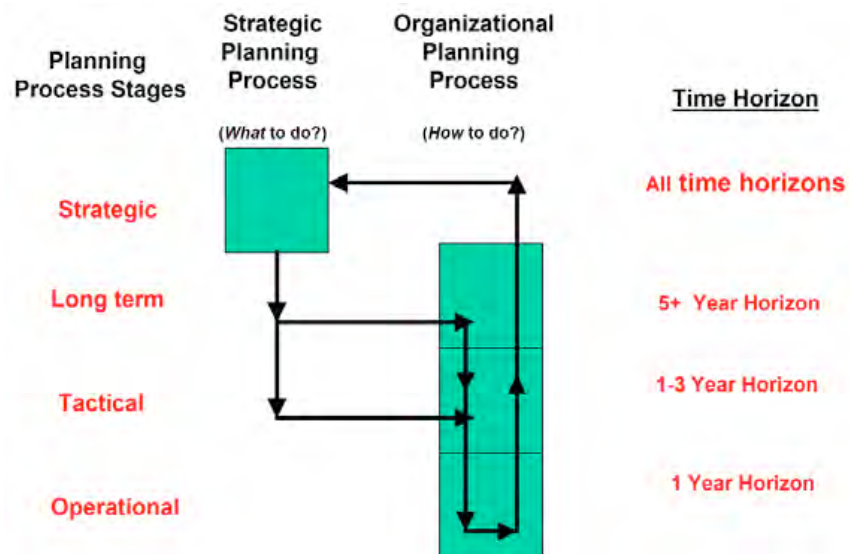 Planning
Process Stages
Strategic
Planning
Process
(What to do?)
Organizational
Planning
Process
(How to do?)
Time Horizon
Strategic
All time horizons
Long term
5+ Year Horizon
Tactical
1-3 Year Horizon
Operational
1 Year Horizon